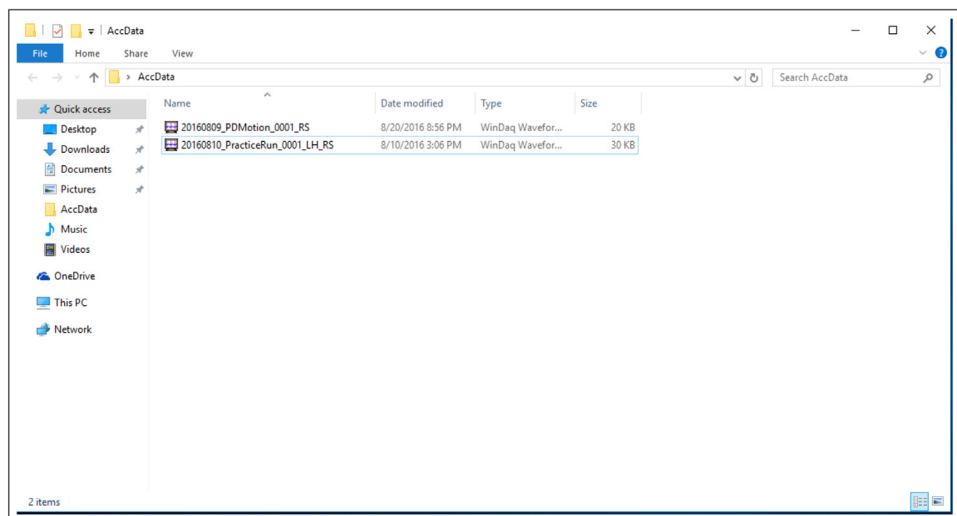 AccData
File Home Share View
AccData
Search AccData
Quick access
Desktop
Downloads
Documents
Pictures
AccData
Music
Videos
OneDrive
This PC
Network
Name Date modified Type Size
20160809_PDMotion_0001_RS 8/20/2016 8:56 PM WinDaq Wavefor... 20 KB
20160810_PracticeRun_0001_LH_RS 8/10/2016 3:06 PM WinDaq Wavefor... 30 KB
2 items